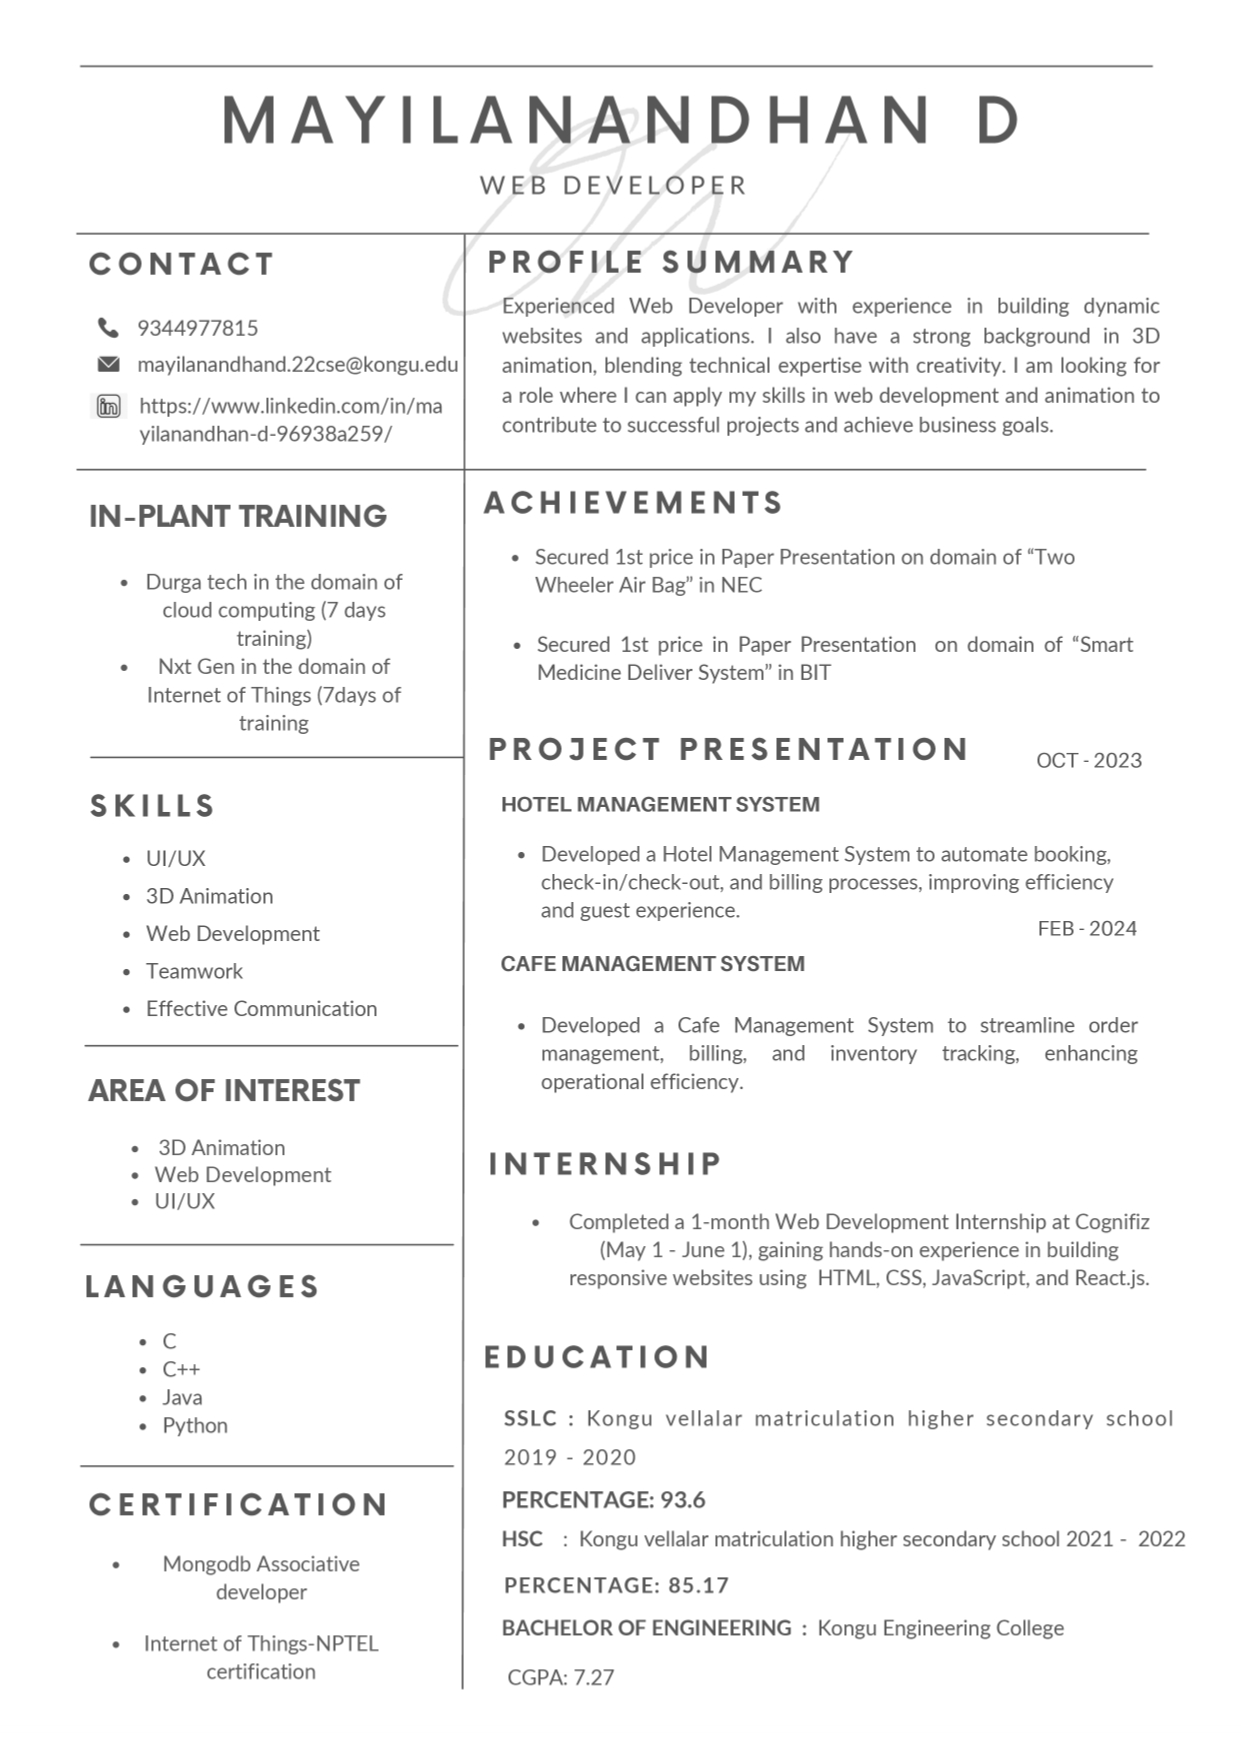 MAYILANANDHAN D
WEB DEVELOPER
CONTACT
9344977815
mayilanandhand.22cse@kongu.edu
https://www.linkedin.com/in/ma
yilanandhan-d-96938a259/
IN-PLANT TRAINING
• Durga tech in the domain of
cloud computing (7 days
training)
• Nxt Gen in the domain of
Internet of Things (7days of
training
SKILLS
• UI/UX
• 3D Animation
• Web Development
• Teamwork
• Effective Communication
AREA OF INTEREST
• 3D Animation
• Web Development
• UI/UX
LANGUAGES
• C
• C++
• Java
• Python
CERTIFICATION
• Mongodb Associative
developer
• Internet of Things-NPTEL
certification
PROFILE SUMMARY
Experienced Web Developer with experience in building dynamic
websites and applications. I also have a strong background in 3D
animation, blending technical expertise with creativity. I am looking for
a role where I can apply my skills in web development and animation to
contribute to successful projects and achieve business goals.
ACHIEVEMENTS
• Secured 1st price in Paper Presentation on domain of “Two
Wheeler Air Bag” in NEC
• Secured 1st price in Paper Presentation on domain of “Smart
Medicine Deliver System” in BIT
PROJECT PRESENTATION
OCT - 2023
HOTEL MANAGEMENT SYSTEM
• Developed a Hotel Management System to automate booking,
check-in/check-out, and billing processes, improving efficiency
and guest experience.
FEB - 2024
CAFE MANAGEMENT SYSTEM
• Developed a Cafe Management System to streamline order
management, billing, and inventory tracking, enhancing
operational efficiency.
INTERNSHIP
• Completed a 1-month Web Development Internship at Cognifiz
(May 1 - June 1), gaining hands-on experience in building
responsive websites using HTML, CSS, JavaScript, and React.js.
EDUCATION
SSLC : Kongu vellalar matriculation higher secondary school
2019 - 2020
PERCENTAGE: 93.6
HSC : Kongu vellalar matriculation higher secondary school 2021 - 2022
PERCENTAGE: 85.17
BACHELOR OF ENGINEERING : Kongu Engineering College
CGPA: 7.27